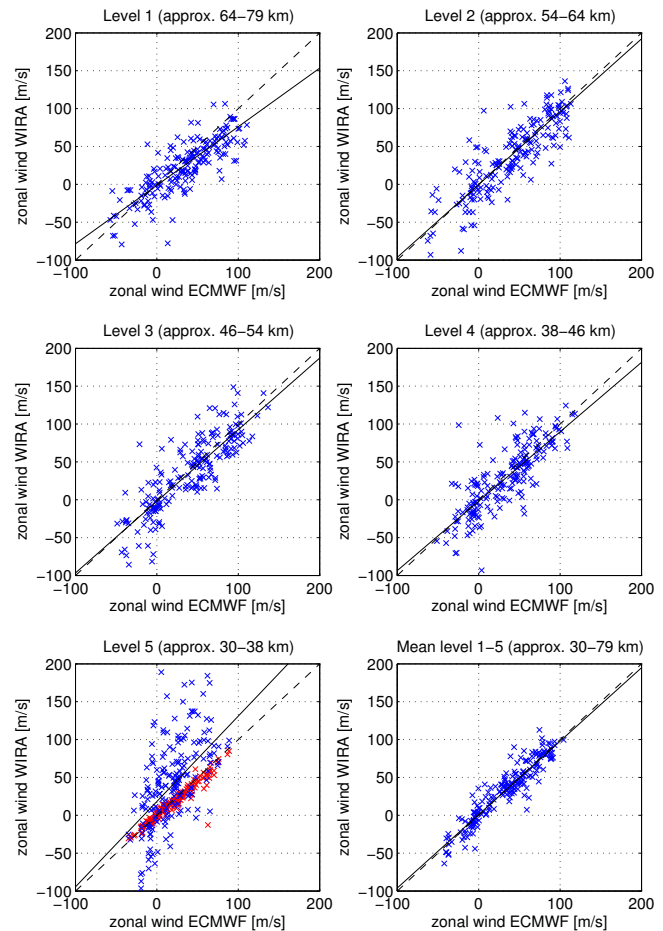 Level 1 (approx. 64−79 km)
200
150
100
50
0
−50
−100
zonal wind WIRA [m/s]
−100 0 100 200
zonal wind ECMWF [m/s]
Level 2 (approx. 54−64 km)
200
150
100
50
0
−50
−100
zonal wind WIRA [m/s]
−100 0 100 200
zonal wind ECMWF [m/s]
Level 3 (approx. 46−54 km)
200
150
100
50
0
−50
−100
zonal wind WIRA [m/s]
−100 0 100 200
zonal wind ECMWF [m/s]
Level 4 (approx. 38−46 km)
200
150
100
50
0
−50
−100
zonal wind WIRA [m/s]
−100 0 100 200
zonal wind ECMWF [m/s]
Level 5 (approx. 30−38 km)
200
150
100
50
0
−50
−100
zonal wind WIRA [m/s]
−100 0 100 200
zonal wind ECMWF [m/s]
Mean level 1−5 (approx. 30−79 km)
200
150
100
50
0
−50
−100
zonal wind WIRA [m/s]
−100 0 100 200
zonal wind ECMWF [m/s]